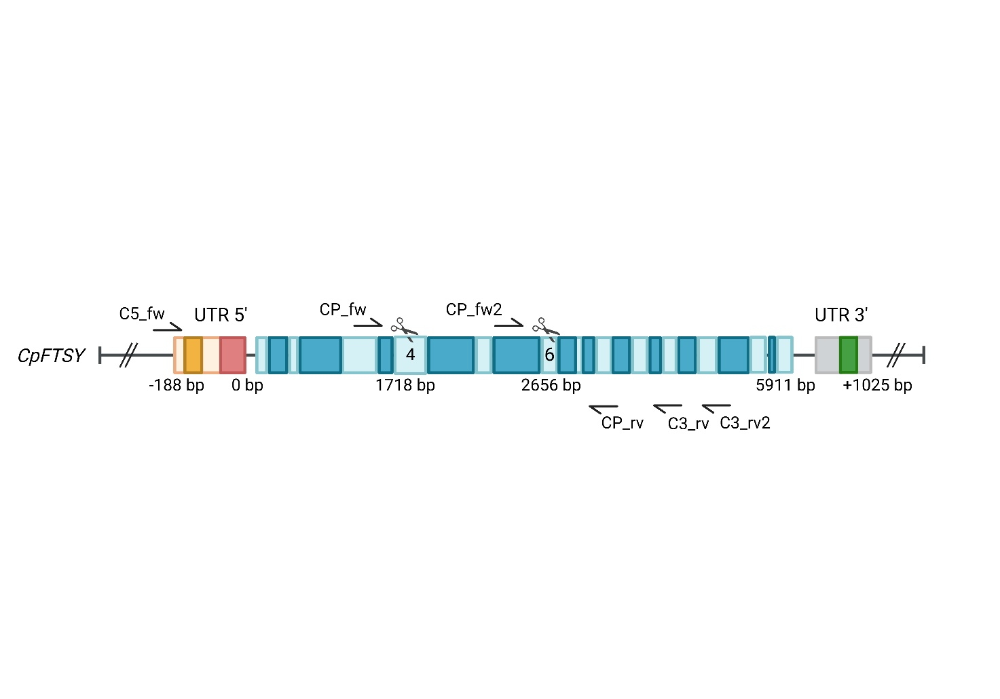 C5_fw
UTR 5'
CP_fw
CP_fw2
UTR 3'
CpFTSY
4
6
-188 bp
0 bp
1718 bp
2656 bp
5911 bp
+1025 bp
CP_rv
C3_rv
C3_rv2